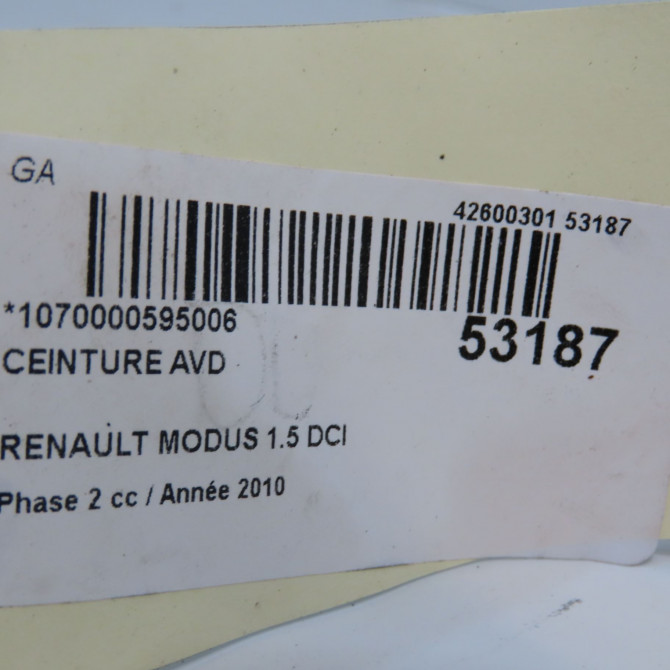 GA
42600301 53187
*1070000595006
53187
CEINTURE AVD
RENAULT MODUS 1.5 DCI
Phase 2 cc / Année 2010